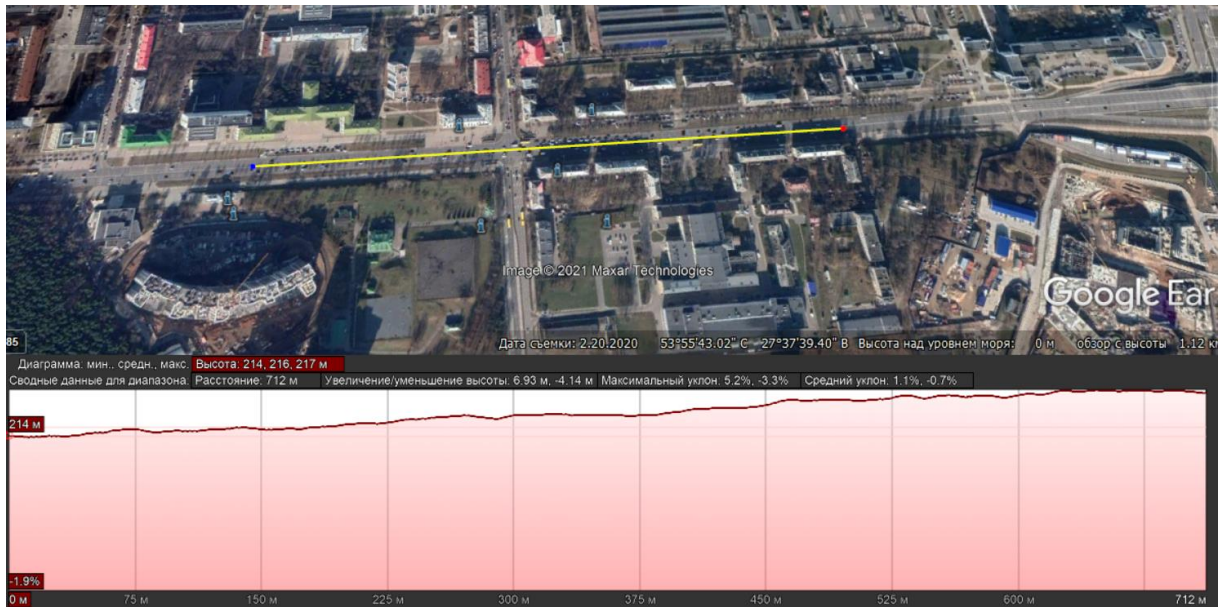 Image © 2021 Maxar Technologies
Google Ear
85
Дата съемки: 2.20.2020 53°55'43.02" С - 27°37'39.40" В Высота над уровнем моря: 0 м обзор с высоты 1.12 км
Диаграмма: мин., средн., макс. Высота: 214, 216, 217 м
Сводные данные для диапазона. Расстояние: 712 м Увеличение/уменьшение высоты: 6.93 м, -4.14 м Максимальный уклон: 5.2%, -3.3% Средний уклон: 1.1%, -0.7%
214 м
-1.9%
0 м 75 м 150 м 225 м 300 м 375 м 450 м 525 м 600 м 712 м